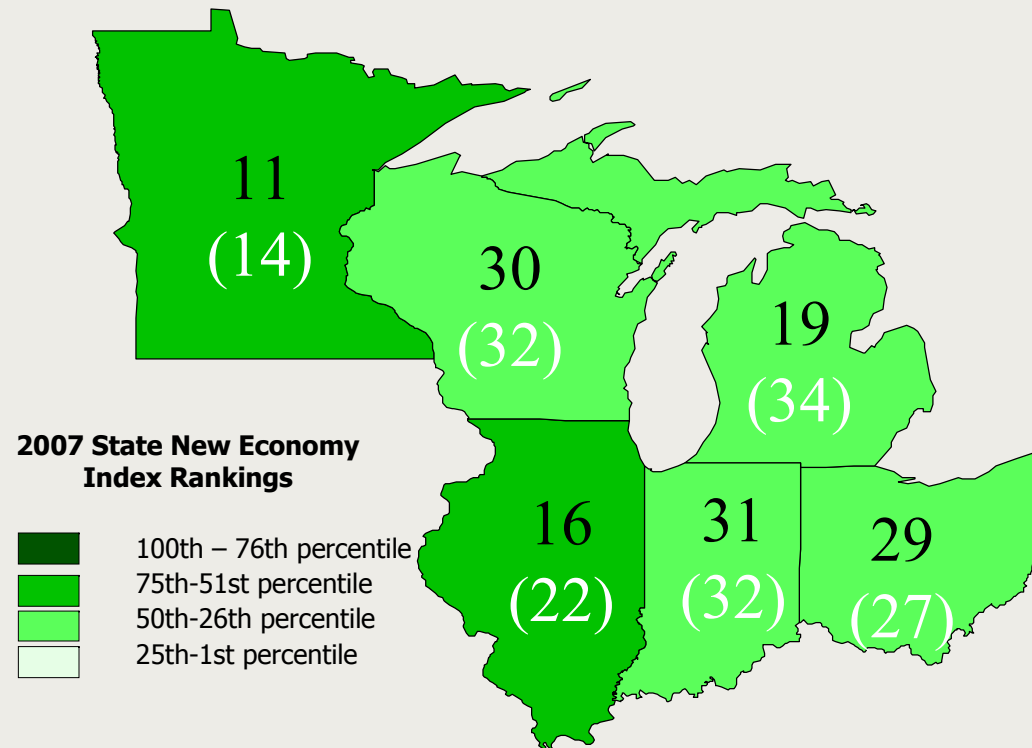 11
(14)
30
(32)
19
(34)
2007 State New Economy
Index Rankings
100th – 76th percentile
75th-51st percentile
50th-26th percentile
25th-1st percentile
16
(22)
31
(32)
29
(27)